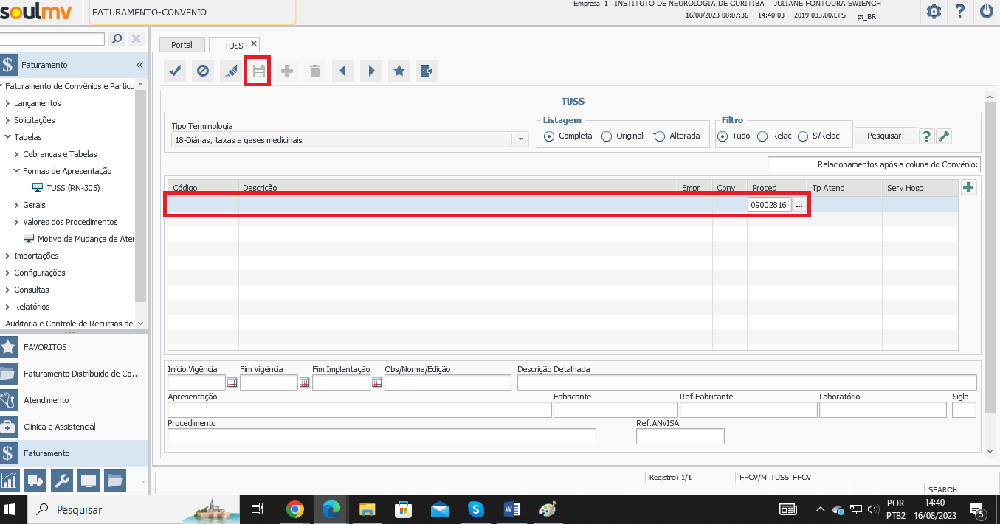 soulmv
FATURAMENTO-CONVENIO
Empresa: 1 - INSTITUTO DE NEUROLOGIA DE CURITIBA JULIANE FONTOURA SWIENCH
16/08/2023 08:07:36 14:40:03 2019.033.00.LTS pt_BR
Portal
TUSS
Faturamento
Faturamento de Convênios e Particu
Lançamentos
Solicitações
Tabelas
Cobranças e Tabelas
Formas de Apresentação
TUSS (RN-305)
Gerais
Valores dos Procedimentos
Motivo de Mudança de Ate
Importações
Configurações
Consultas
Relatórios
Auditoria e Controle de Recursos de
FAVORITOS
Faturamento Distribuído de Co...
Atendimento
Clínica e Assistencial
Faturamento
TUSS
Tipo Terminologia
18-Diárias, taxas e gases medicinais
Listagem
Completa Original Alterada
Filtro
Tudo Relac S/Relac
Pesquisar.
Relacionamentos após a coluna do Convênio:
Código Descrição Empr Conv Proced Tp Atend Serv Hosp
09002816 ...
Início Vigência Fim Vigência Fim Implantação Obs/Norma/Edição Descrição Detalhada
Apresentação Fabricante Ref.Fabricante Laboratório Sigla
Procedimento Ref.ANVISA
Registro: 1/1 FFCV/M_TUSS_FFCV
SEARCH
Pesquisar
POR
PTB2
14:40
16/08/2023
5